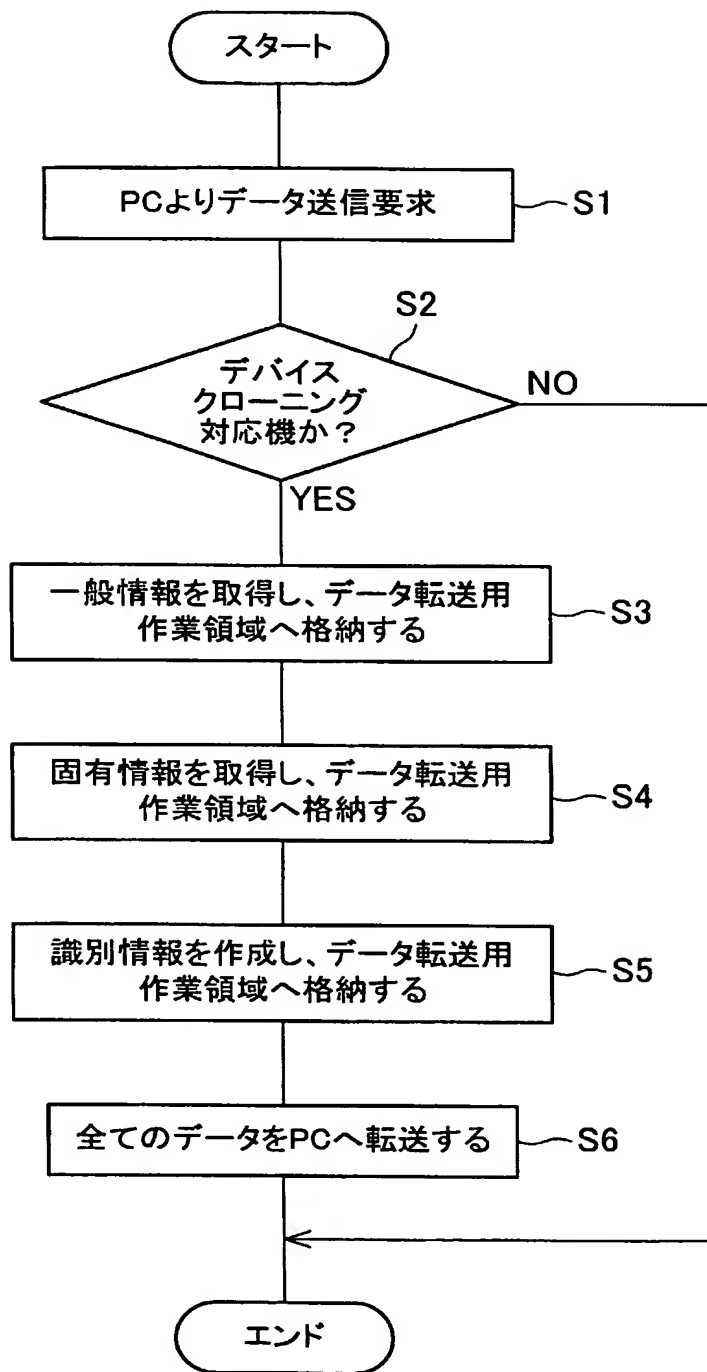 スタート
PCよりデータ送信要求
S1
S2
デバイス
クローニング
対応機か？
NO
YES
一般情報を取得し、データ転送用
作業領域へ格納する
S3
固有情報を取得し、データ転送用
作業領域へ格納する
S4
識別情報を作成し、データ転送用
作業領域へ格納する
S5
全てのデータをPCへ転送する
S6
エンド